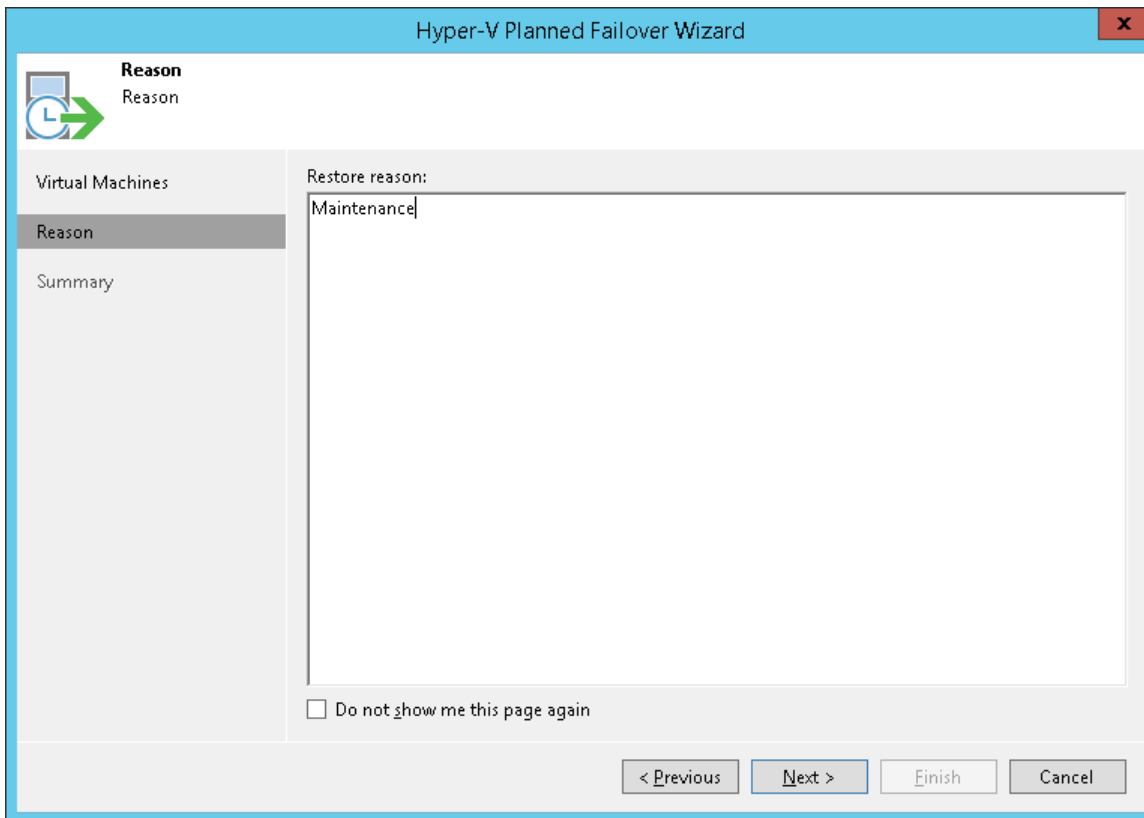 Hyper-V Planned Failover Wizard
x
Reason
Reason
Virtual Machines
Reason
Summary
Restore reason:
Maintenance
Do not show me this page again
< Previous
Next >
Finish
Cancel